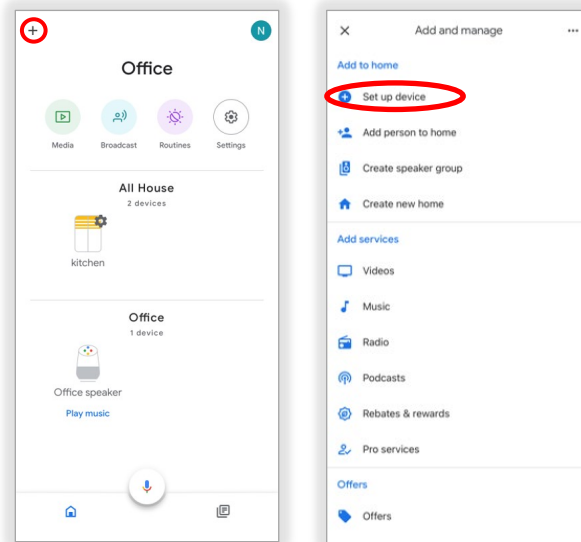 +
N
Office
Media
Broadcast
Routines
Settings
All House
2 devices
kitchen
Office
1 device
Office speaker
Play music
Add and manage
Add to home
Set up device
Add person to home
Create speaker group
Create new home
Add services
Videos
Music
Radio
Podcasts
Rebates & rewards
Pro services
Offers
Offers